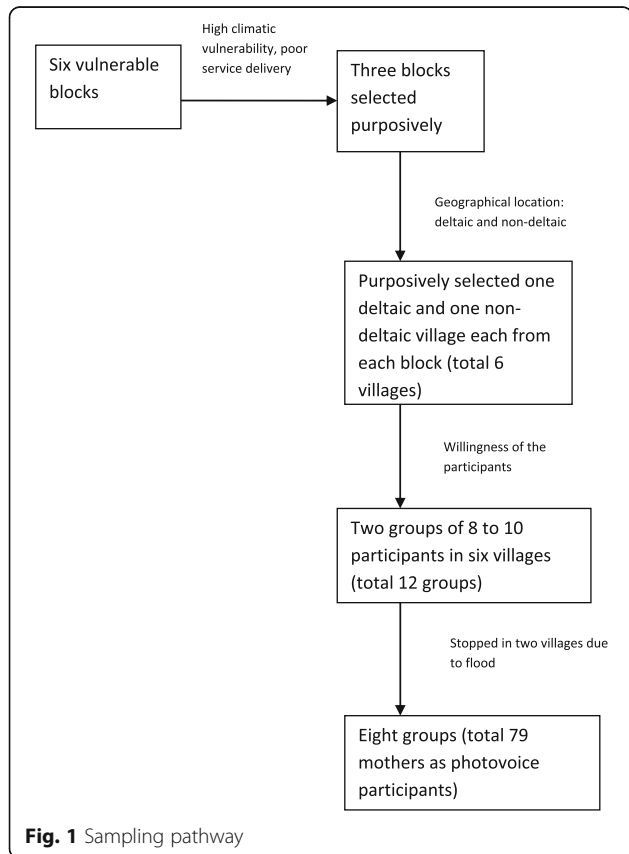 Six vulnerable
blocks
High climatic
vulnerability, poor
service delivery
Three blocks
selected
purposively
Geographical location:
deltaic and non-deltaic
Purposively selected one
deltaic and one non-
deltaic village each from
each block (total 6
villages)
Willingness of the
participants
Two groups of 8 to 10
participants in six villages
(total 12 groups)
Stopped in two villages due
to flood
Eight groups (total 79
mothers as photovoice
participants)
Fig. 1 Sampling pathway